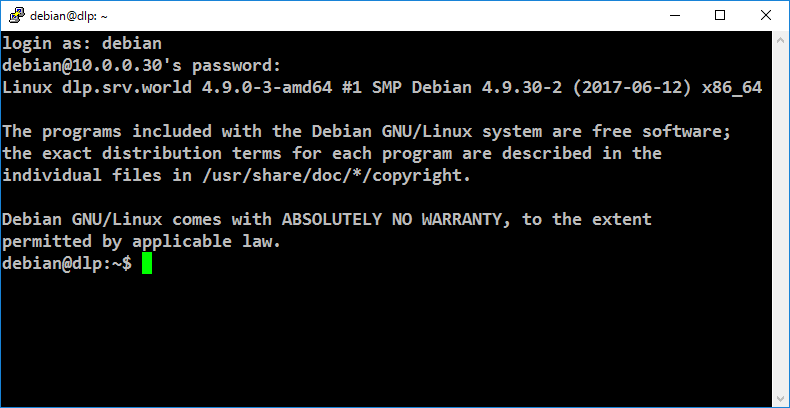 debian@dlp: ~
login as: debian
debian@10.0.0.30's password:
Linux dlp.srv.world 4.9.0-3-amd64 #1 SMP Debian 4.9.30-2 (2017-06-12) x86_64
The programs included with the Debian GNU/Linux system are free software;
the exact distribution terms for each program are described in the
individual files in /usr/share/doc/*/copyright.
Debian GNU/Linux comes with ABSOLUTELY NO WARRANTY, to the extent
permitted by applicable law.
debian@dlp:~$